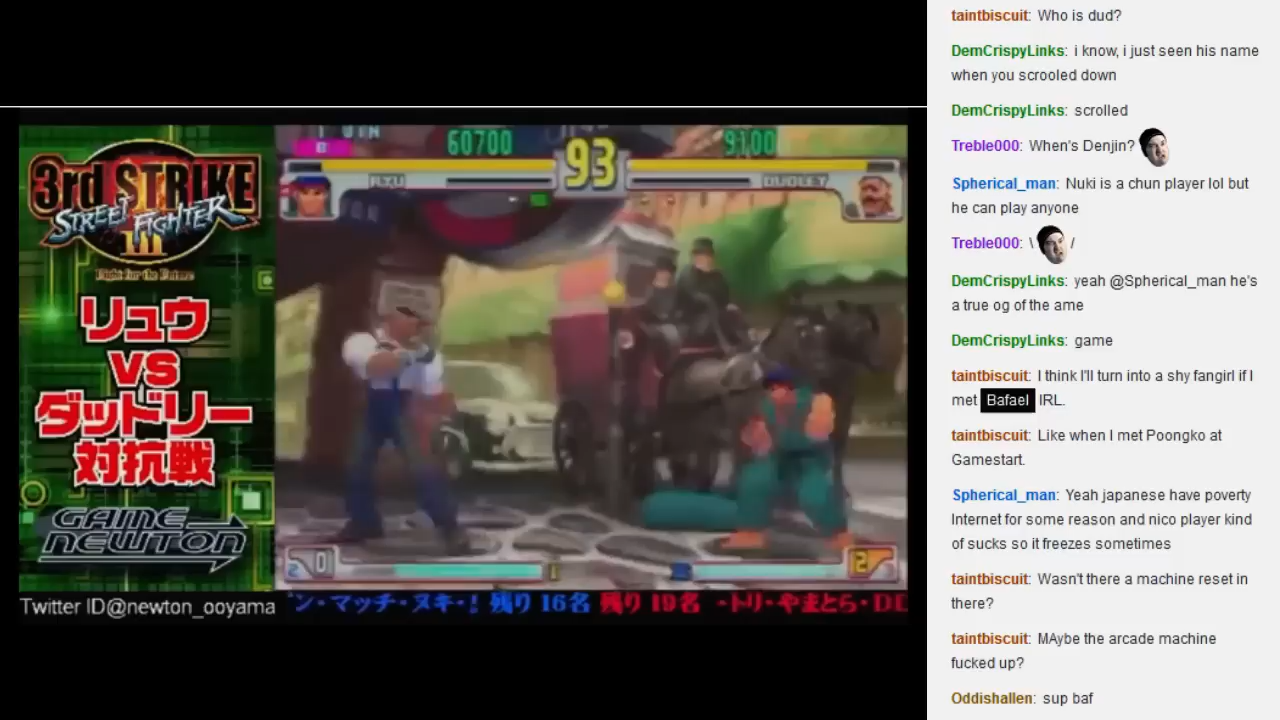 3rd STRIKE
STREET FIGHTER
III
Fight for the Future
リュウ
vs
ダッドリー
対抗戦
GAME
NEWTON
Twitter ID@newton_ooyama
60700
93
9100
RYU
DUDLEY
2
0
2
ン・マッチ・ヌキ・! 残り 16名 残り 19名 ・トリ・やまとら・DD
taintbiscuit: Who is dud?
DemCrispyLinks: i know, i just seen his name
when you scrooled down
DemCrispyLinks: scrolled
Treble000: When's Denjin?
Spherical_man: Nuki is a chun player lol but
he can play anyone
Treble000: \ /
DemCrispyLinks: yeah @Spherical_man he's
a true og of the ame
DemCrispyLinks: game
taintbiscuit: I think I'll turn into a shy fangirl if I
met Bafael IRL.
taintbiscuit: Like when I met Poongko at
Gamestart.
Spherical_man: Yeah japanese have poverty
Internet for some reason and nico player kind
of sucks so it freezes sometimes
taintbiscuit: Wasn't there a machine reset in
there?
taintbiscuit: MAybe the arcade machine
fucked up?
Oddishallen: sup baf